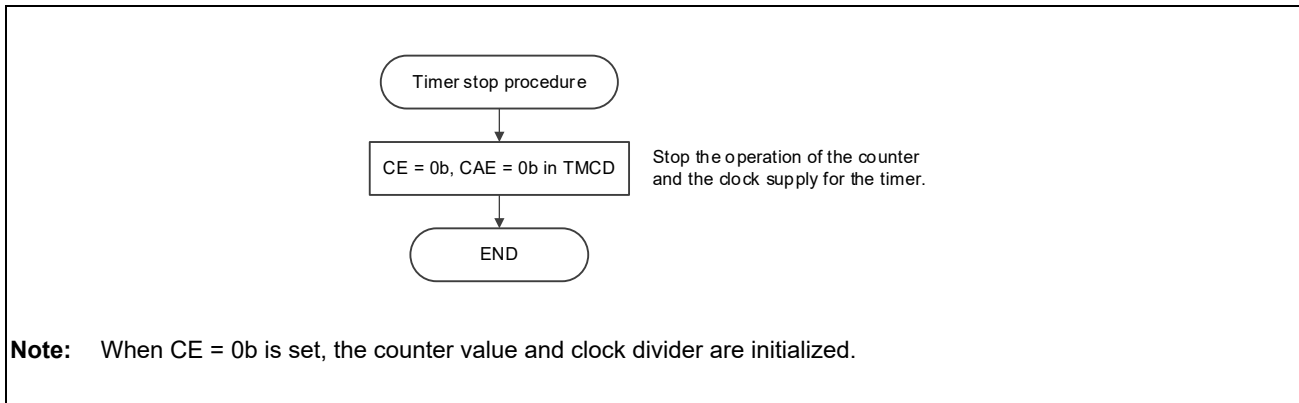 Timer stop procedure
CE = 0b, CAE = 0b in TMCD
Stop the operation of the counter
and the clock supply for the timer.
END
Note: When CE = 0b is set, the counter value and clock divider are initialized.